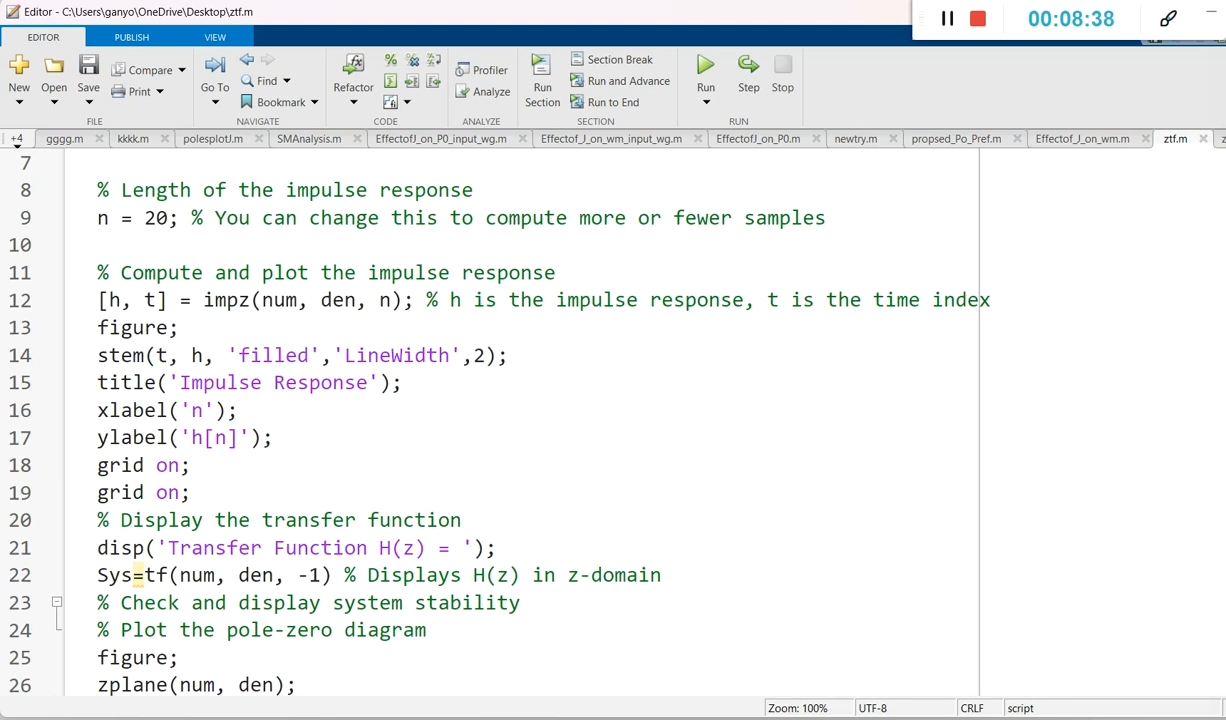 Editor - C:\Users\ganyo\OneDrive\Desktop\ztf.m
00:08:38
EDITOR PUBLISH VIEW
New Open Save Compare Print
Go To Find Bookmark
Refactor
Profiler Analyze
Run Section Section Break Run and Advance Run to End
Run Step Stop
FILE NAVIGATE CODE ANALYZE SECTION RUN
+4 gggg.m kkkk.m polesplotJ.m SMAnalysis.m EffectofJ_on_P0_input_wg.m Effectof_J_on_wm_input_wg.m EffectofJ_on_P0.m newtry.m propsed_Po_Pref.m Effectof_J_on_wm.m ztf.m
7
8 % Length of the impulse response
9 n = 20; % You can change this to compute more or fewer samples
10
11 % Compute and plot the impulse response
12 [h, t] = impz(num, den, n); % h is the impulse response, t is the time index
13 figure;
14 stem(t, h, 'filled','LineWidth',2);
15 title('Impulse Response');
16 xlabel('n');
17 ylabel('h[n]');
18 grid on;
19 grid on;
20 % Display the transfer function
21 disp('Transfer Function H(z) = ');
22 Sys=tf(num, den, -1) % Displays H(z) in z-domain
23 % Check and display system stability
24 % Plot the pole-zero diagram
25 figure;
26 zplane(num, den);
Zoom: 100% UTF-8 CRLF script